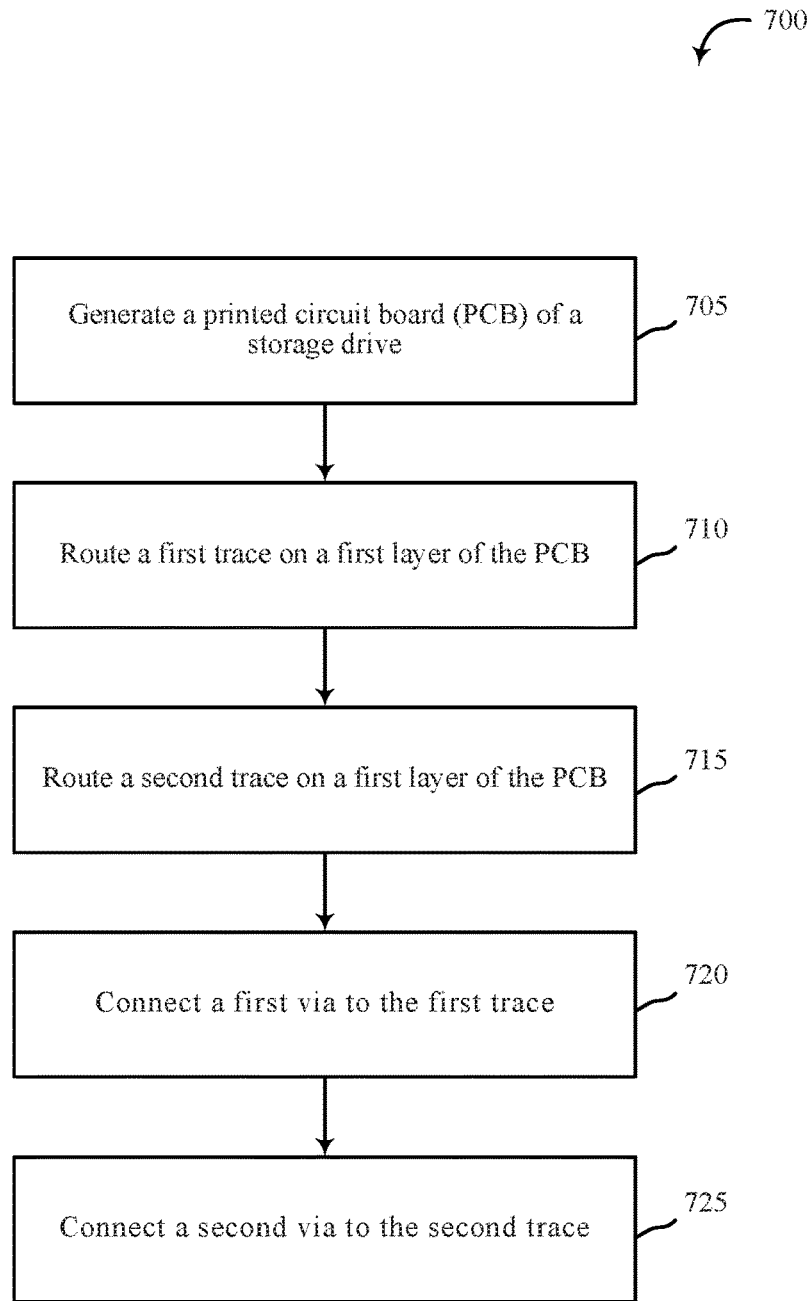 700
Generate a printed circuit board (PCB) of a
storage drive
705
Route a first trace on a first layer of the PCB
710
Route a second trace on a first layer of the PCB
715
Connect a first via to the first trace
720
Connect a second via to the second trace
725